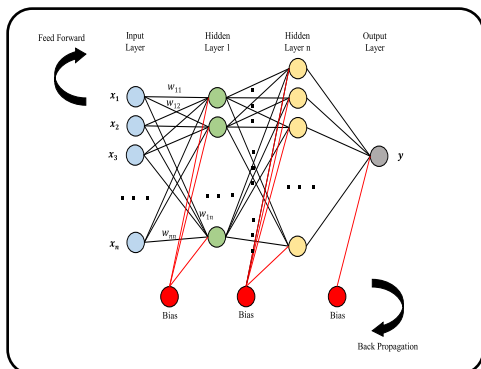 Feed Forward
Input Layer
Hidden Layer 1
Hidden Layer n
Output Layer
x₁
W₁₁
W₁₂
x₂
x₃
y
W₁ₙ
Wₙₙ
xₙ
Bias
Bias
Bias
Back Propagation